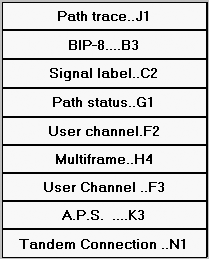 Path trace..J1
BIP-8....B3
Signal label..C2
Path status..G1
User channel.F2
Multiframe..H4
User Channel ..F3
A.P.S. ....K3
Tandem Connection ..N1